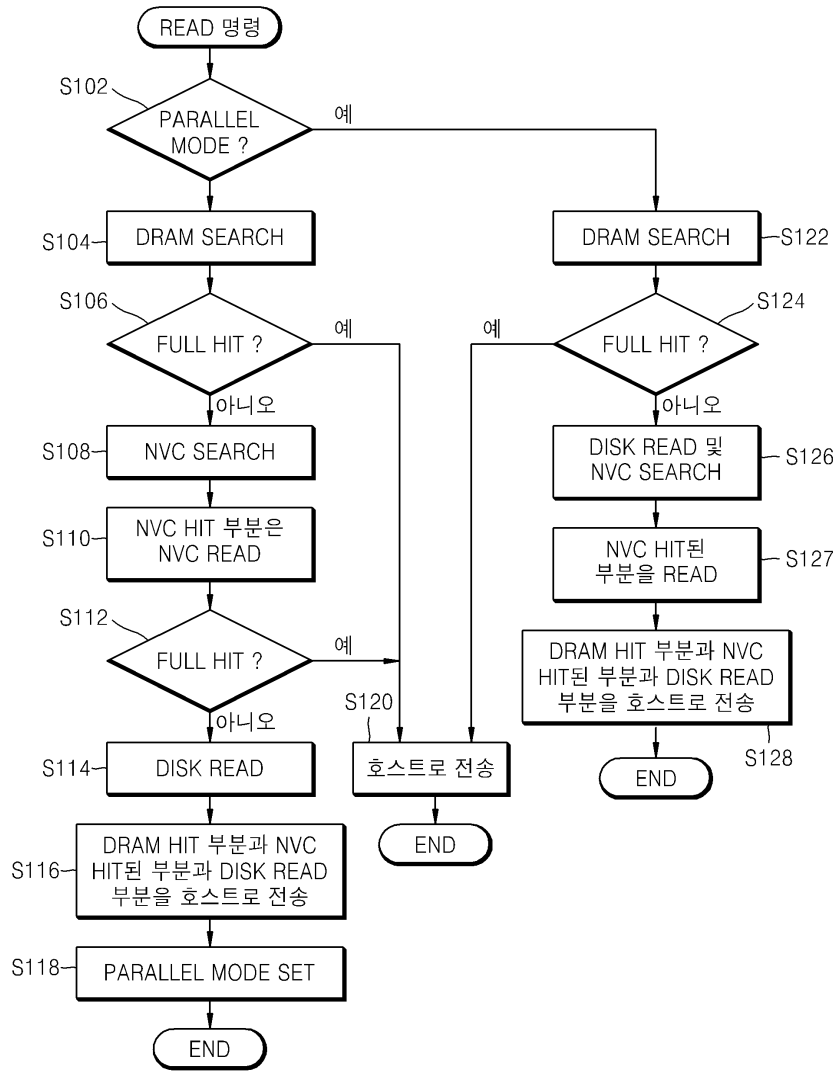 READ 명령
S102
PARALLEL
MODE ?
예
S104
DRAM SEARCH
DRAM SEARCH
S122
S106
FULL HIT ?
예
예
FULL HIT ?
S124
아니오
아니오
S108
NVC SEARCH
DISK READ 및
NVC SEARCH
S126
S110
NVC HIT 부분은
NVC READ
NVC HIT된
부분을 READ
S127
S112
FULL HIT ?
예
DRAM HIT 부분과 NVC
HIT된 부분과 DISK READ
부분을 호스트로 전송
S128
아니오
S120
S114
DISK READ
호스트로 전송
END
END
S116
DRAM HIT 부분과 NVC
HIT된 부분과 DISK READ
부분을 호스트로 전송
S118
PARALLEL MODE SET
END